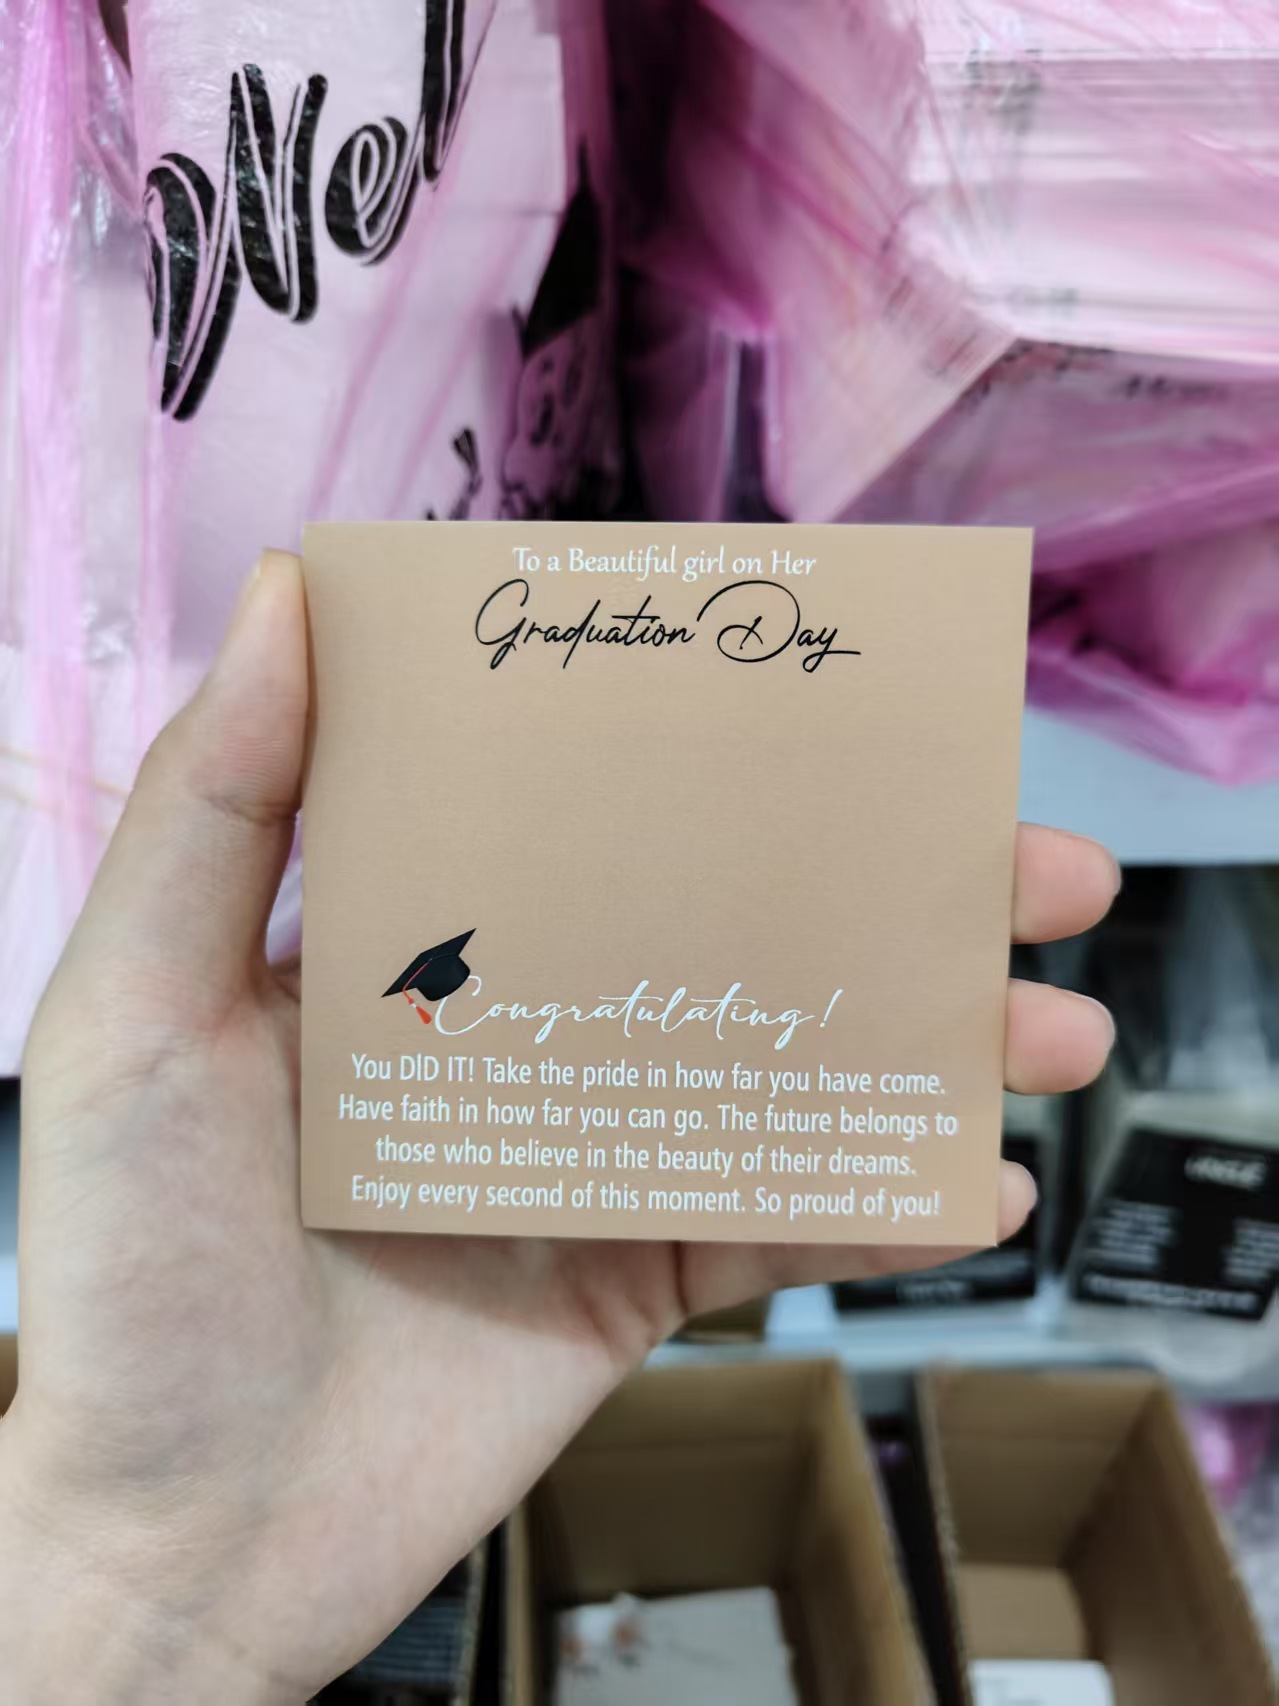 To a Beautiful girl on Her
Graduation Day
Congratulating!
You DID IT! Take the pride in how far you have come.
Have faith in how far you can go. The future belongs to
those who believe in the beauty of their dreams.
Enjoy every second of this moment. So proud of you!